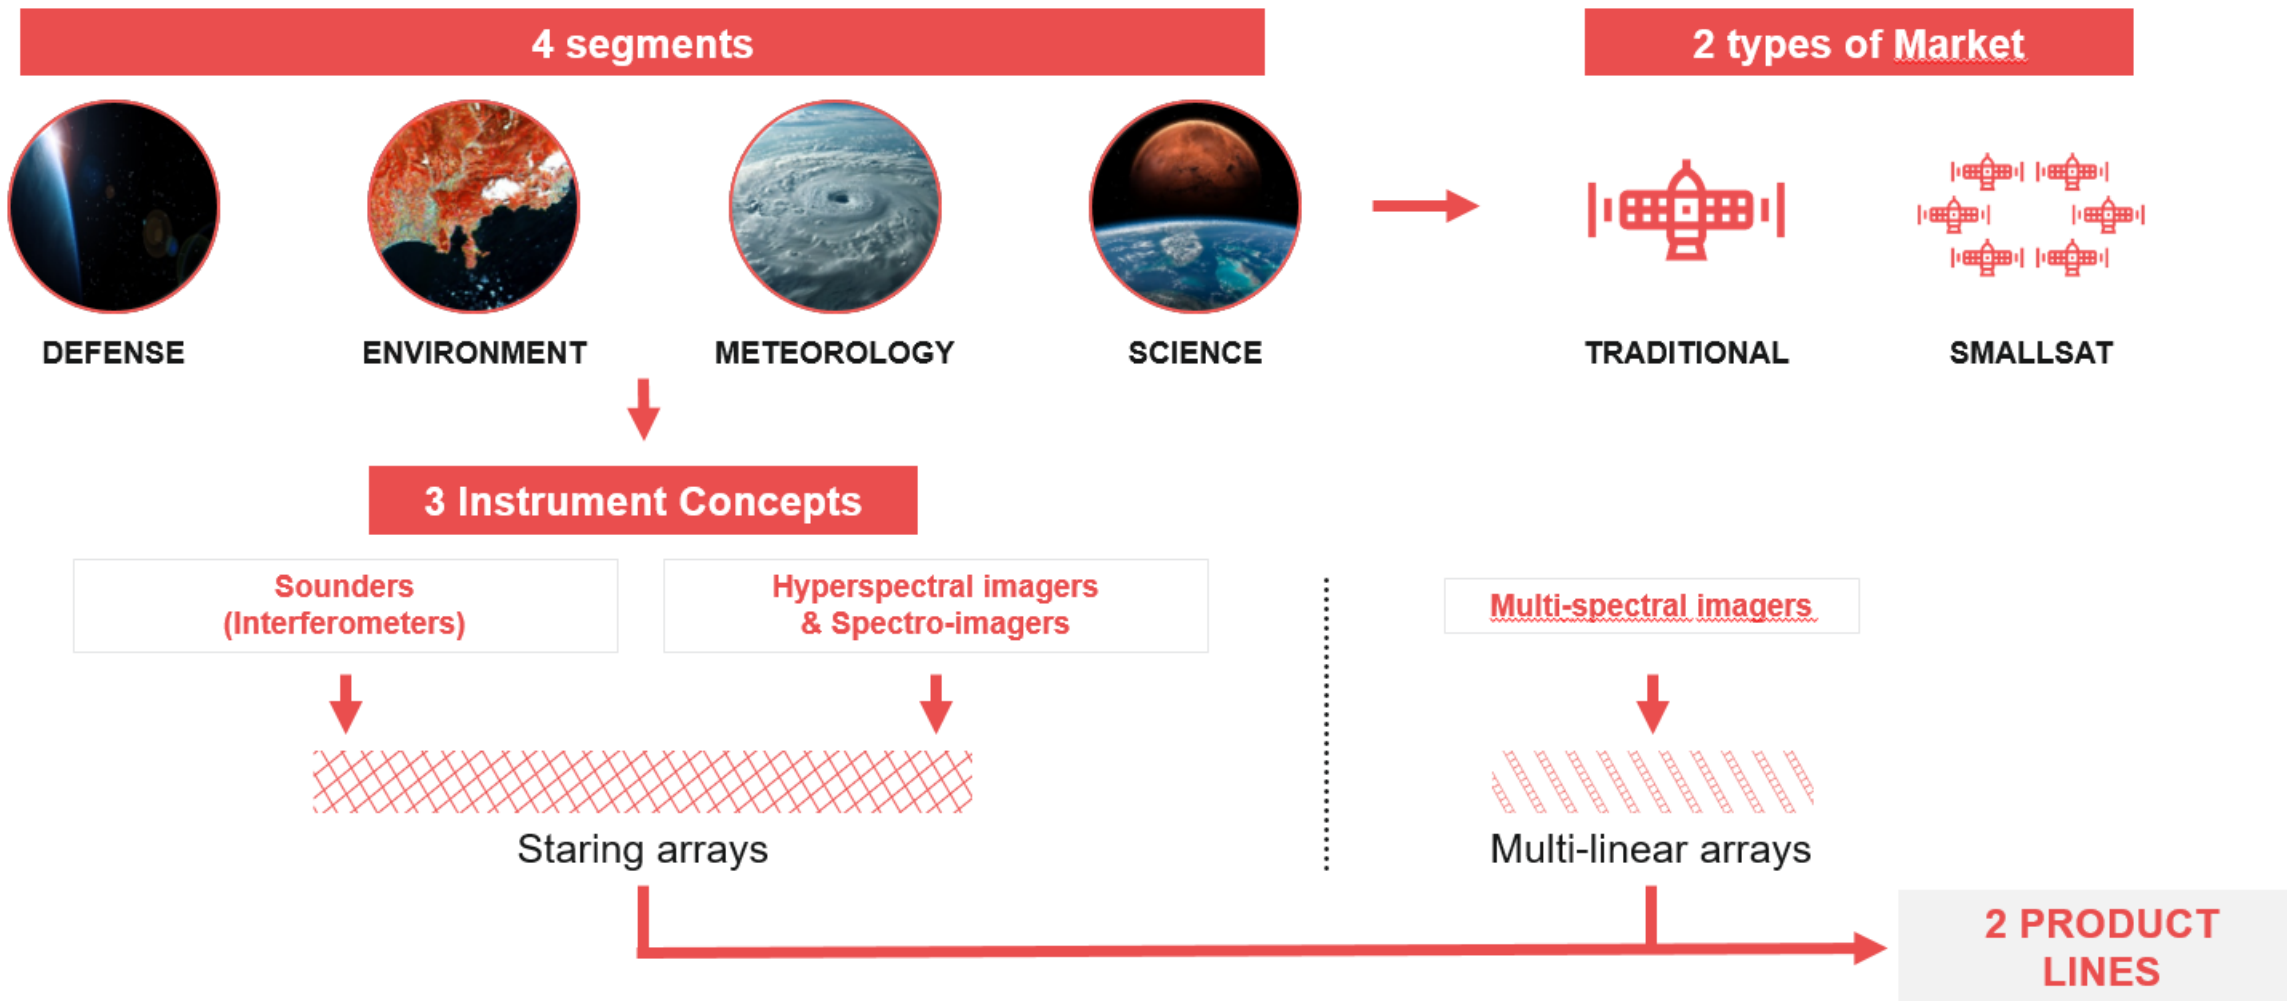 4 segments
2 types of Market
DEFENSE
ENVIRONMENT
METEOROLOGY
SCIENCE
TRADITIONAL
SMALLSAT
3 Instrument Concepts
Sounders
(Interferometers)
Hyperspectral imagers
& Spectro-imagers
Multi-spectral imagers
Staring arrays
Multi-linear arrays
2 PRODUCT
LINES